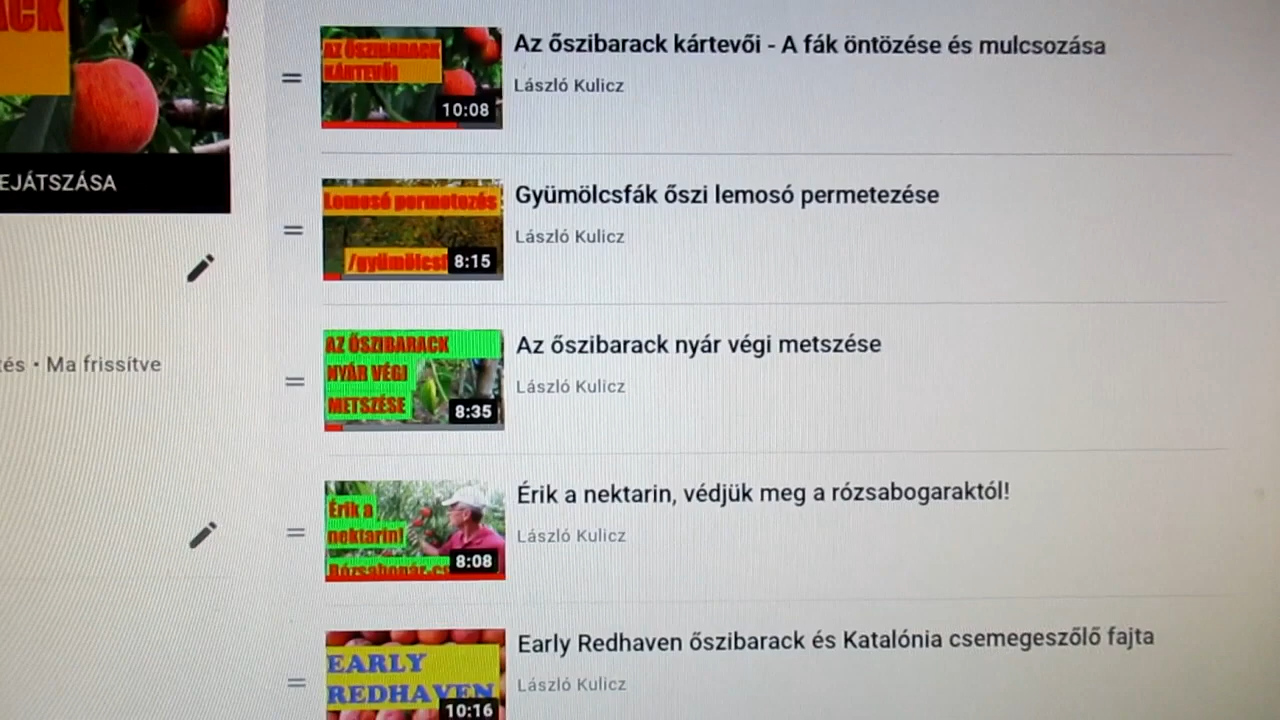 ACK
EJÁTSZÁSA
tés • Ma frissítve
AZ ŐSZIBARACK
KÁRTEVŐI
10:08
Az őszibarack kártevői - A fák öntözése és mulcsozása
László Kulicz
Lomosó permetezés
/gyümölcsf
8:15
Gyümölcsfák őszi lemosó permetezése
László Kulicz
AZ ŐSZIBARACK
NYÁR VÉGI
METSZÉSE
8:35
Az őszibarack nyár végi metszése
László Kulicz
Érik a
nektarin!
8:08
Érik a nektarin, védjük meg a rózsabogaraktól!
László Kulicz
EARLY
REDHAVEN
10:16
Early Redhaven őszibarack és Katalónia csemegeszőlő fajta
László Kulicz